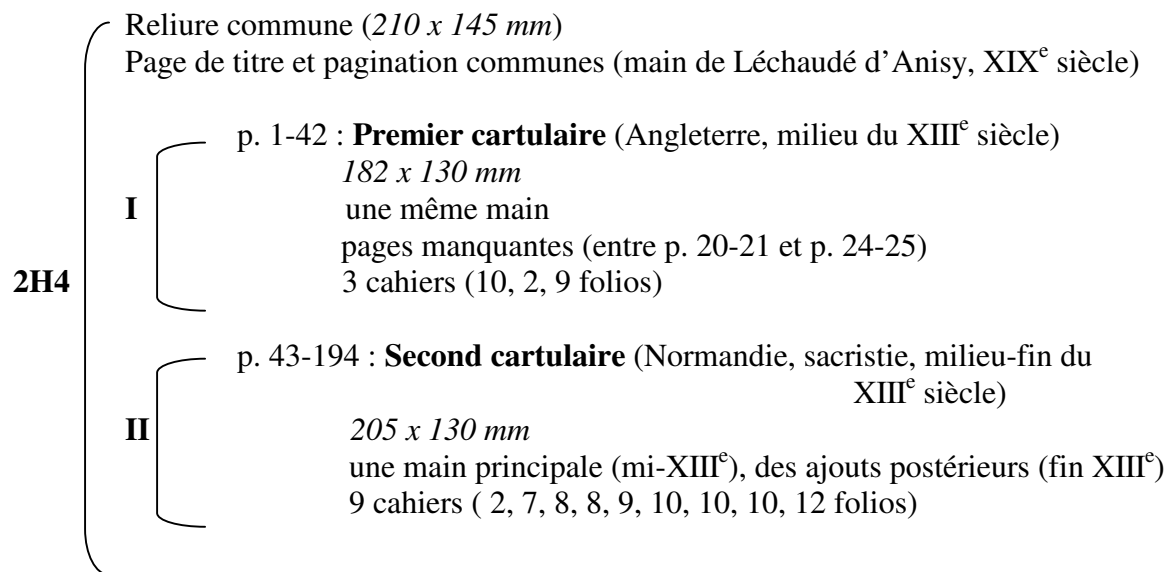 Reliure commune (210 x 145 mm)
Page de titre et pagination communes (main de Léchaudé d’Anisy, XIXe siècle)
p. 1-42 : Premier cartulaire (Angleterre, milieu du XIIIe siècle)
182 x 130 mm
I
une même main
pages manquantes (entre p. 20-21 et p. 24-25)
3 cahiers (10, 2, 9 folios)
2H4
p. 43-194 : Second cartulaire (Normandie, sacristie, milieu-fin du
XIIIe siècle)
II
205 x 130 mm
une main principale (mi-XIIIe), des ajouts postérieurs (fin XIIIe)
9 cahiers ( 2, 7, 8, 8, 9, 10, 10, 10, 12 folios)